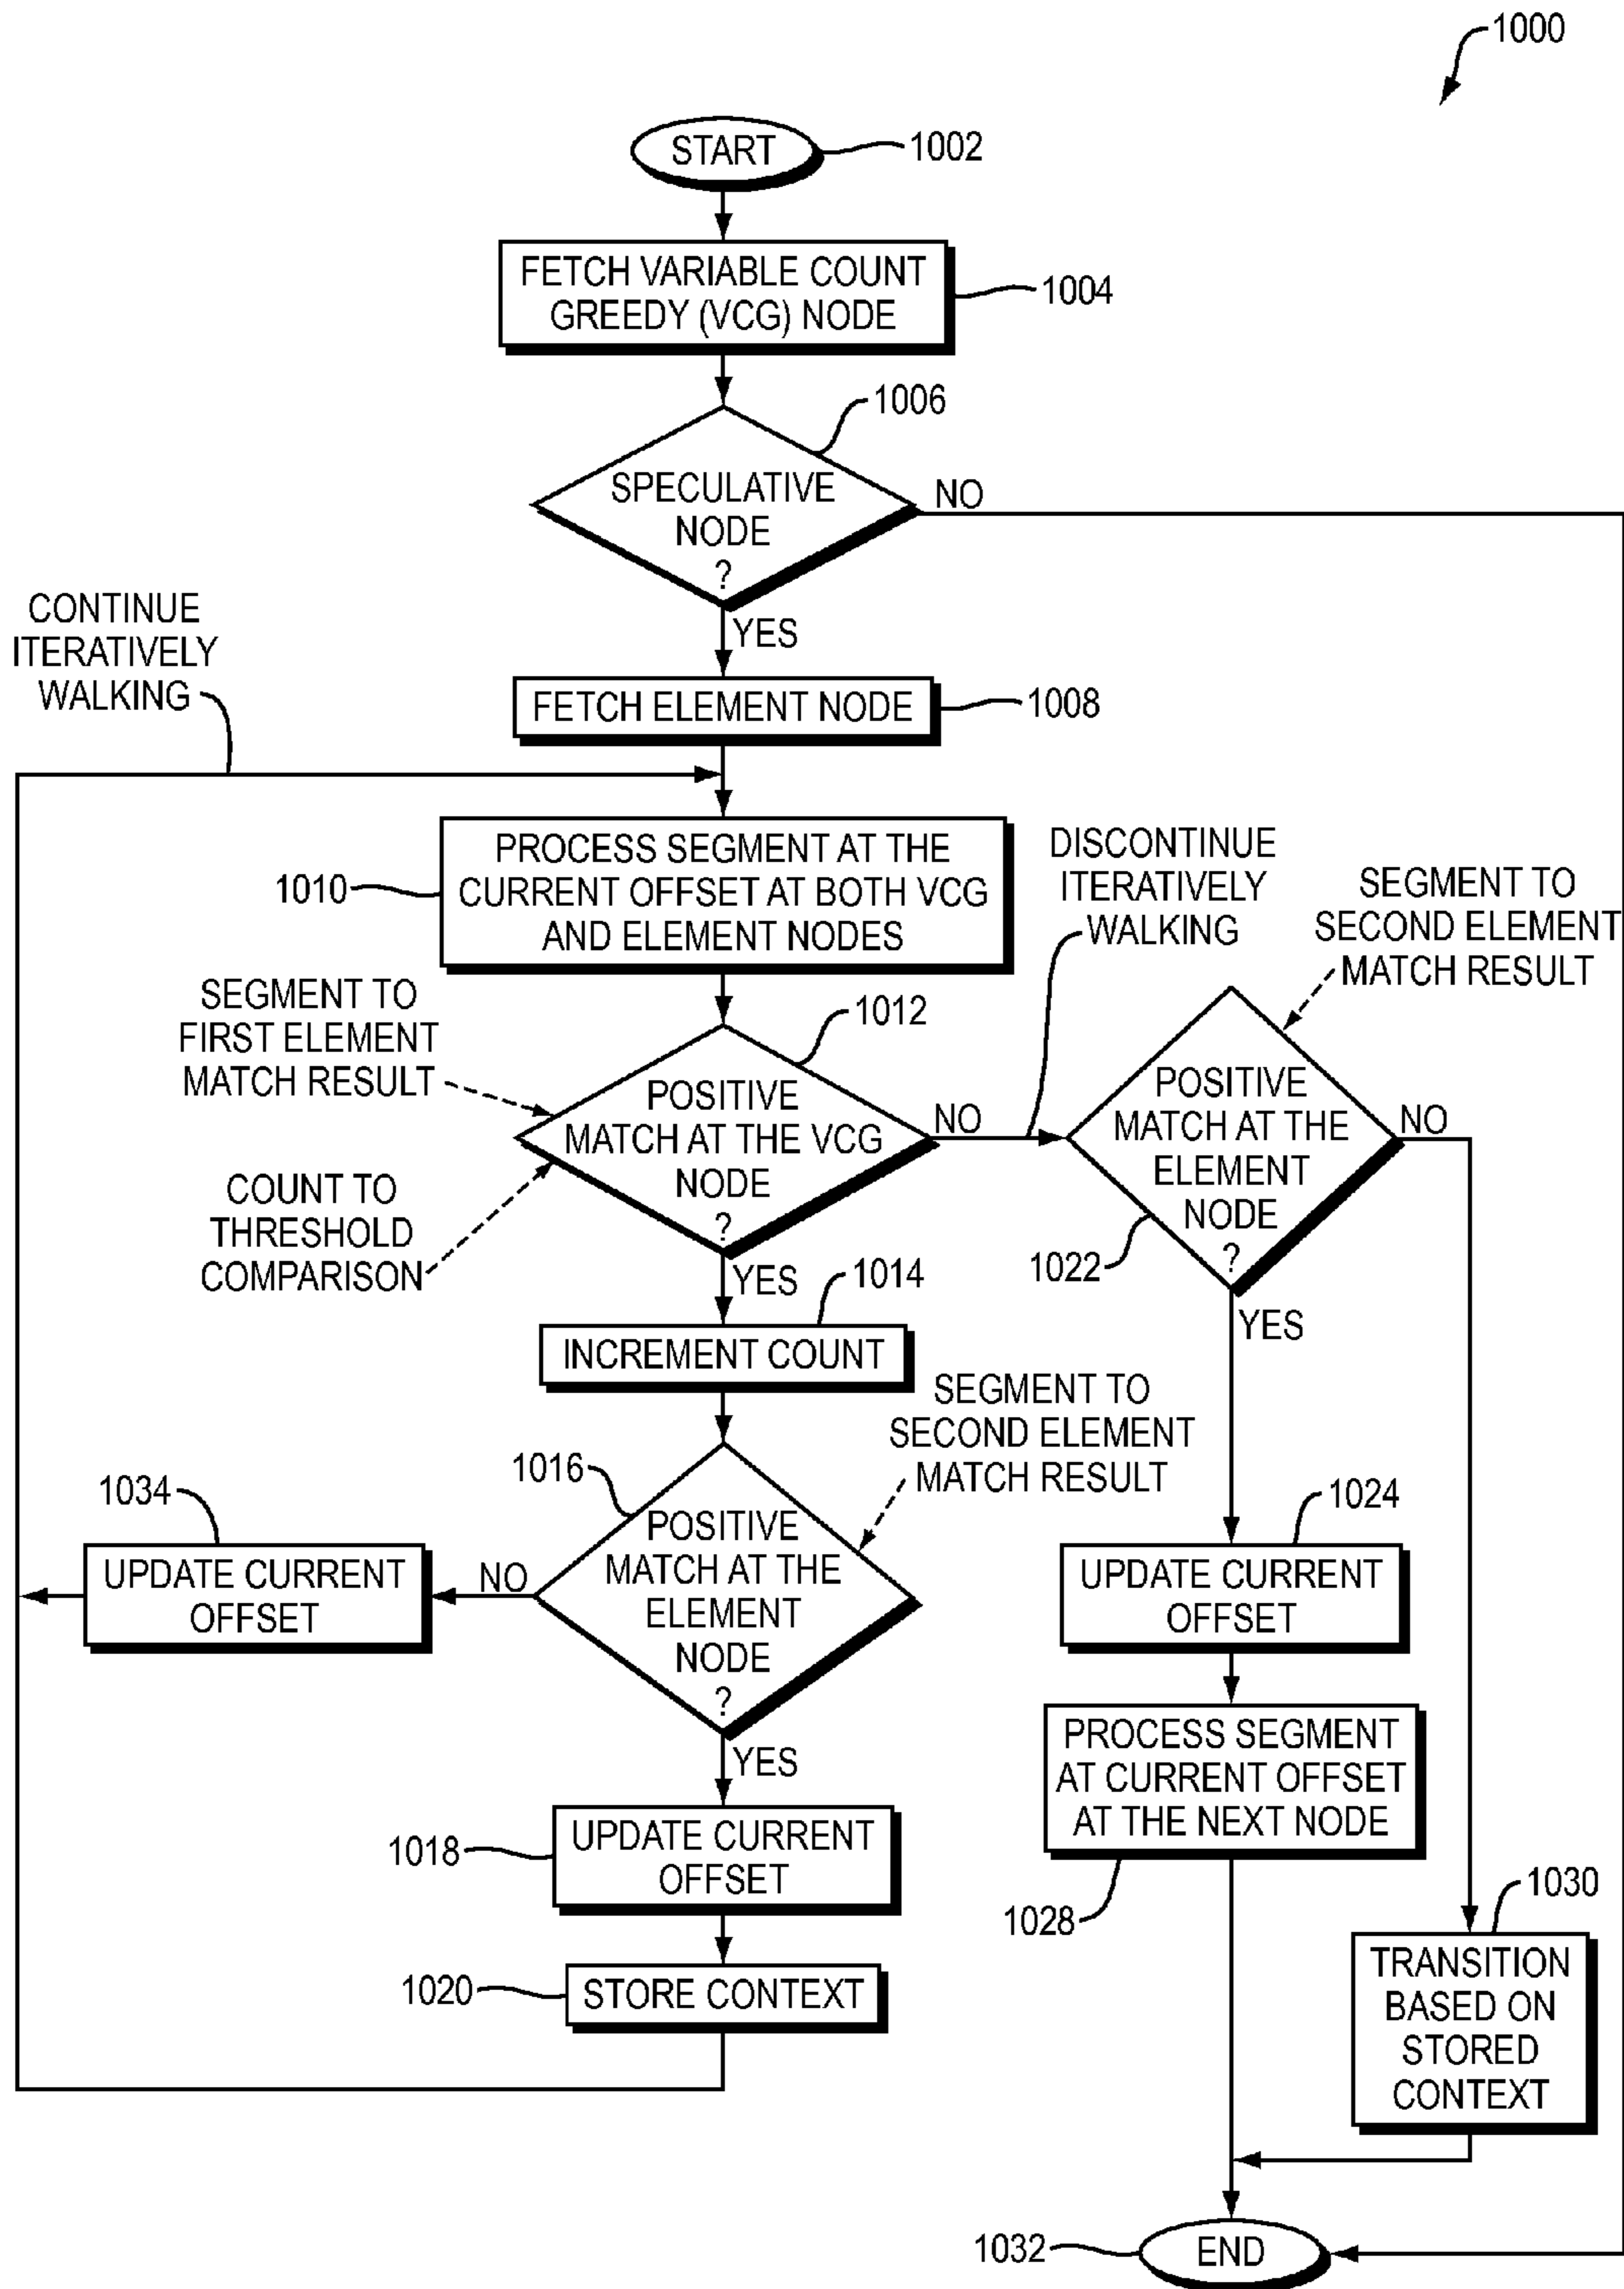 1000
START
1002
FETCH VARIABLE COUNT
GREEDY (VCG) NODE
1004
1006
SPECULATIVE
NODE
?
NO
YES
CONTINUE
ITERATIVELY
WALKING
FETCH ELEMENT NODE
1008
PROCESS SEGMENT AT THE
CURRENT OFFSET AT BOTH VCG
AND ELEMENT NODES
1010
DISCONTINUE
ITERATIVELY
WALKING
SEGMENT TO
SECOND ELEMENT
MATCH RESULT
SEGMENT TO
FIRST ELEMENT
MATCH RESULT
1012
POSITIVE
MATCH AT THE VCG
NODE
?
NO
COUNT TO
THRESHOLD
COMPARISON
YES
POSITIVE
MATCH AT THE
ELEMENT
NODE
?
NO
1022
YES
1014
INCREMENT COUNT
SEGMENT TO
SECOND ELEMENT
MATCH RESULT
1016
POSITIVE
MATCH AT THE
ELEMENT
NODE
?
NO
YES
1034
UPDATE CURRENT
OFFSET
1024
UPDATE CURRENT
OFFSET
PROCESS SEGMENT
AT CURRENT OFFSET
AT THE NEXT NODE
1028
1018
UPDATE CURRENT
OFFSET
1020
STORE CONTEXT
1030
TRANSITION
BASED ON
STORED
CONTEXT
1032
END